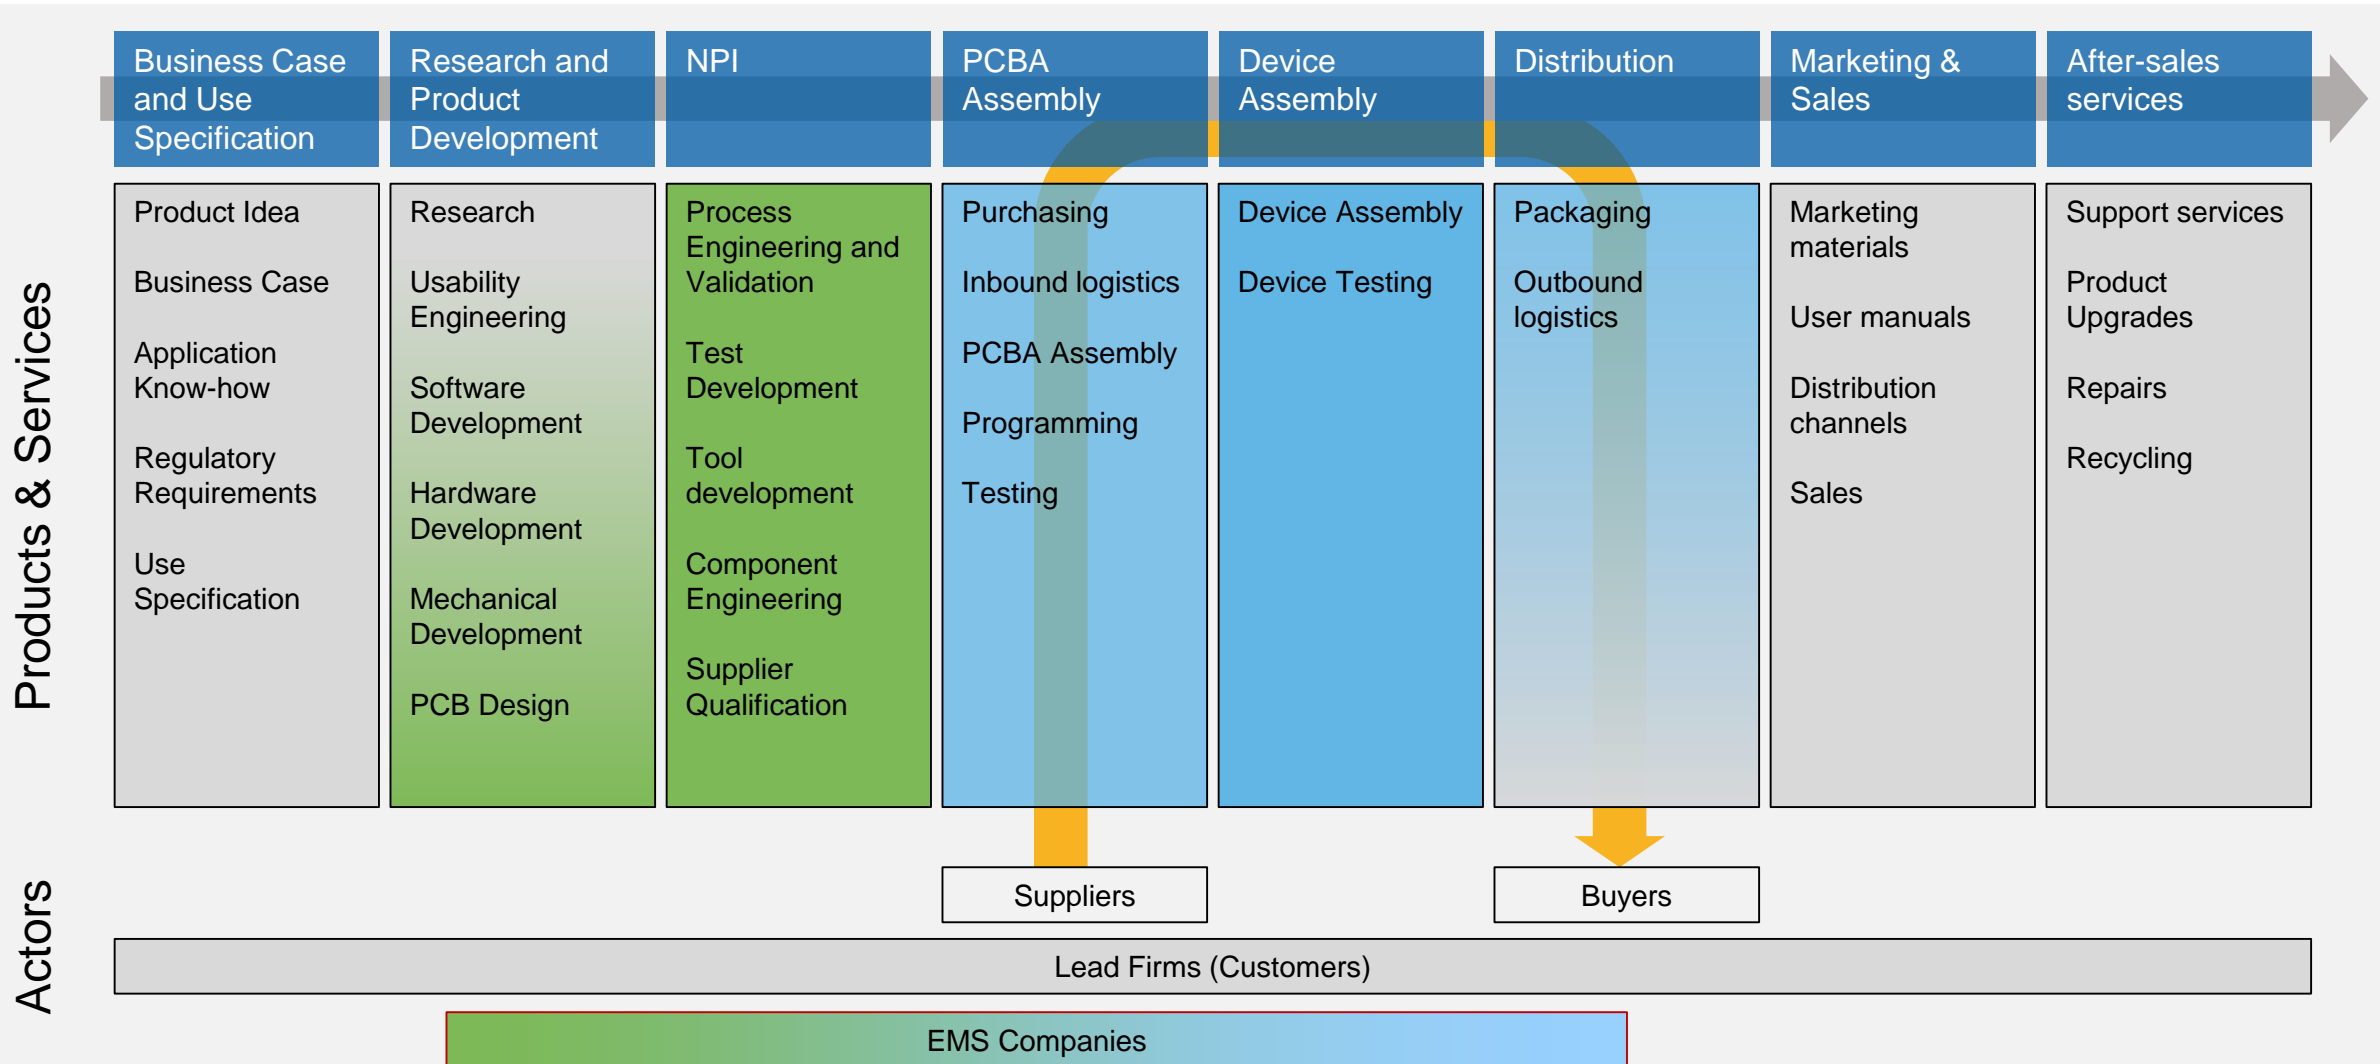 Business Case
and Use
Specification
Research and
Product
Development
NPI
PCBA
Assembly
Device
Assembly
Distribution
Marketing &
Sales
After-sales
services
Products & Services
Product Idea
Business Case
Application
Know-how
Regulatory
Requirements
Use
Specification
Research
Usability
Engineering
Software
Development
Hardware
Development
Mechanical
Development
PCB Design
Process
Engineering and
Validation
Test
Development
Tool
development
Component
Engineering
Supplier
Qualification
Purchasing
Inbound logistics
PCBA Assembly
Programming
Testing
Device Assembly
Device Testing
Packaging
Outbound
logistics
Marketing
materials
User manuals
Distribution
channels
Sales
Support services
Product
Upgrades
Repairs
Recycling
Actors
Suppliers
Buyers
Lead Firms (Customers)
EMS Companies